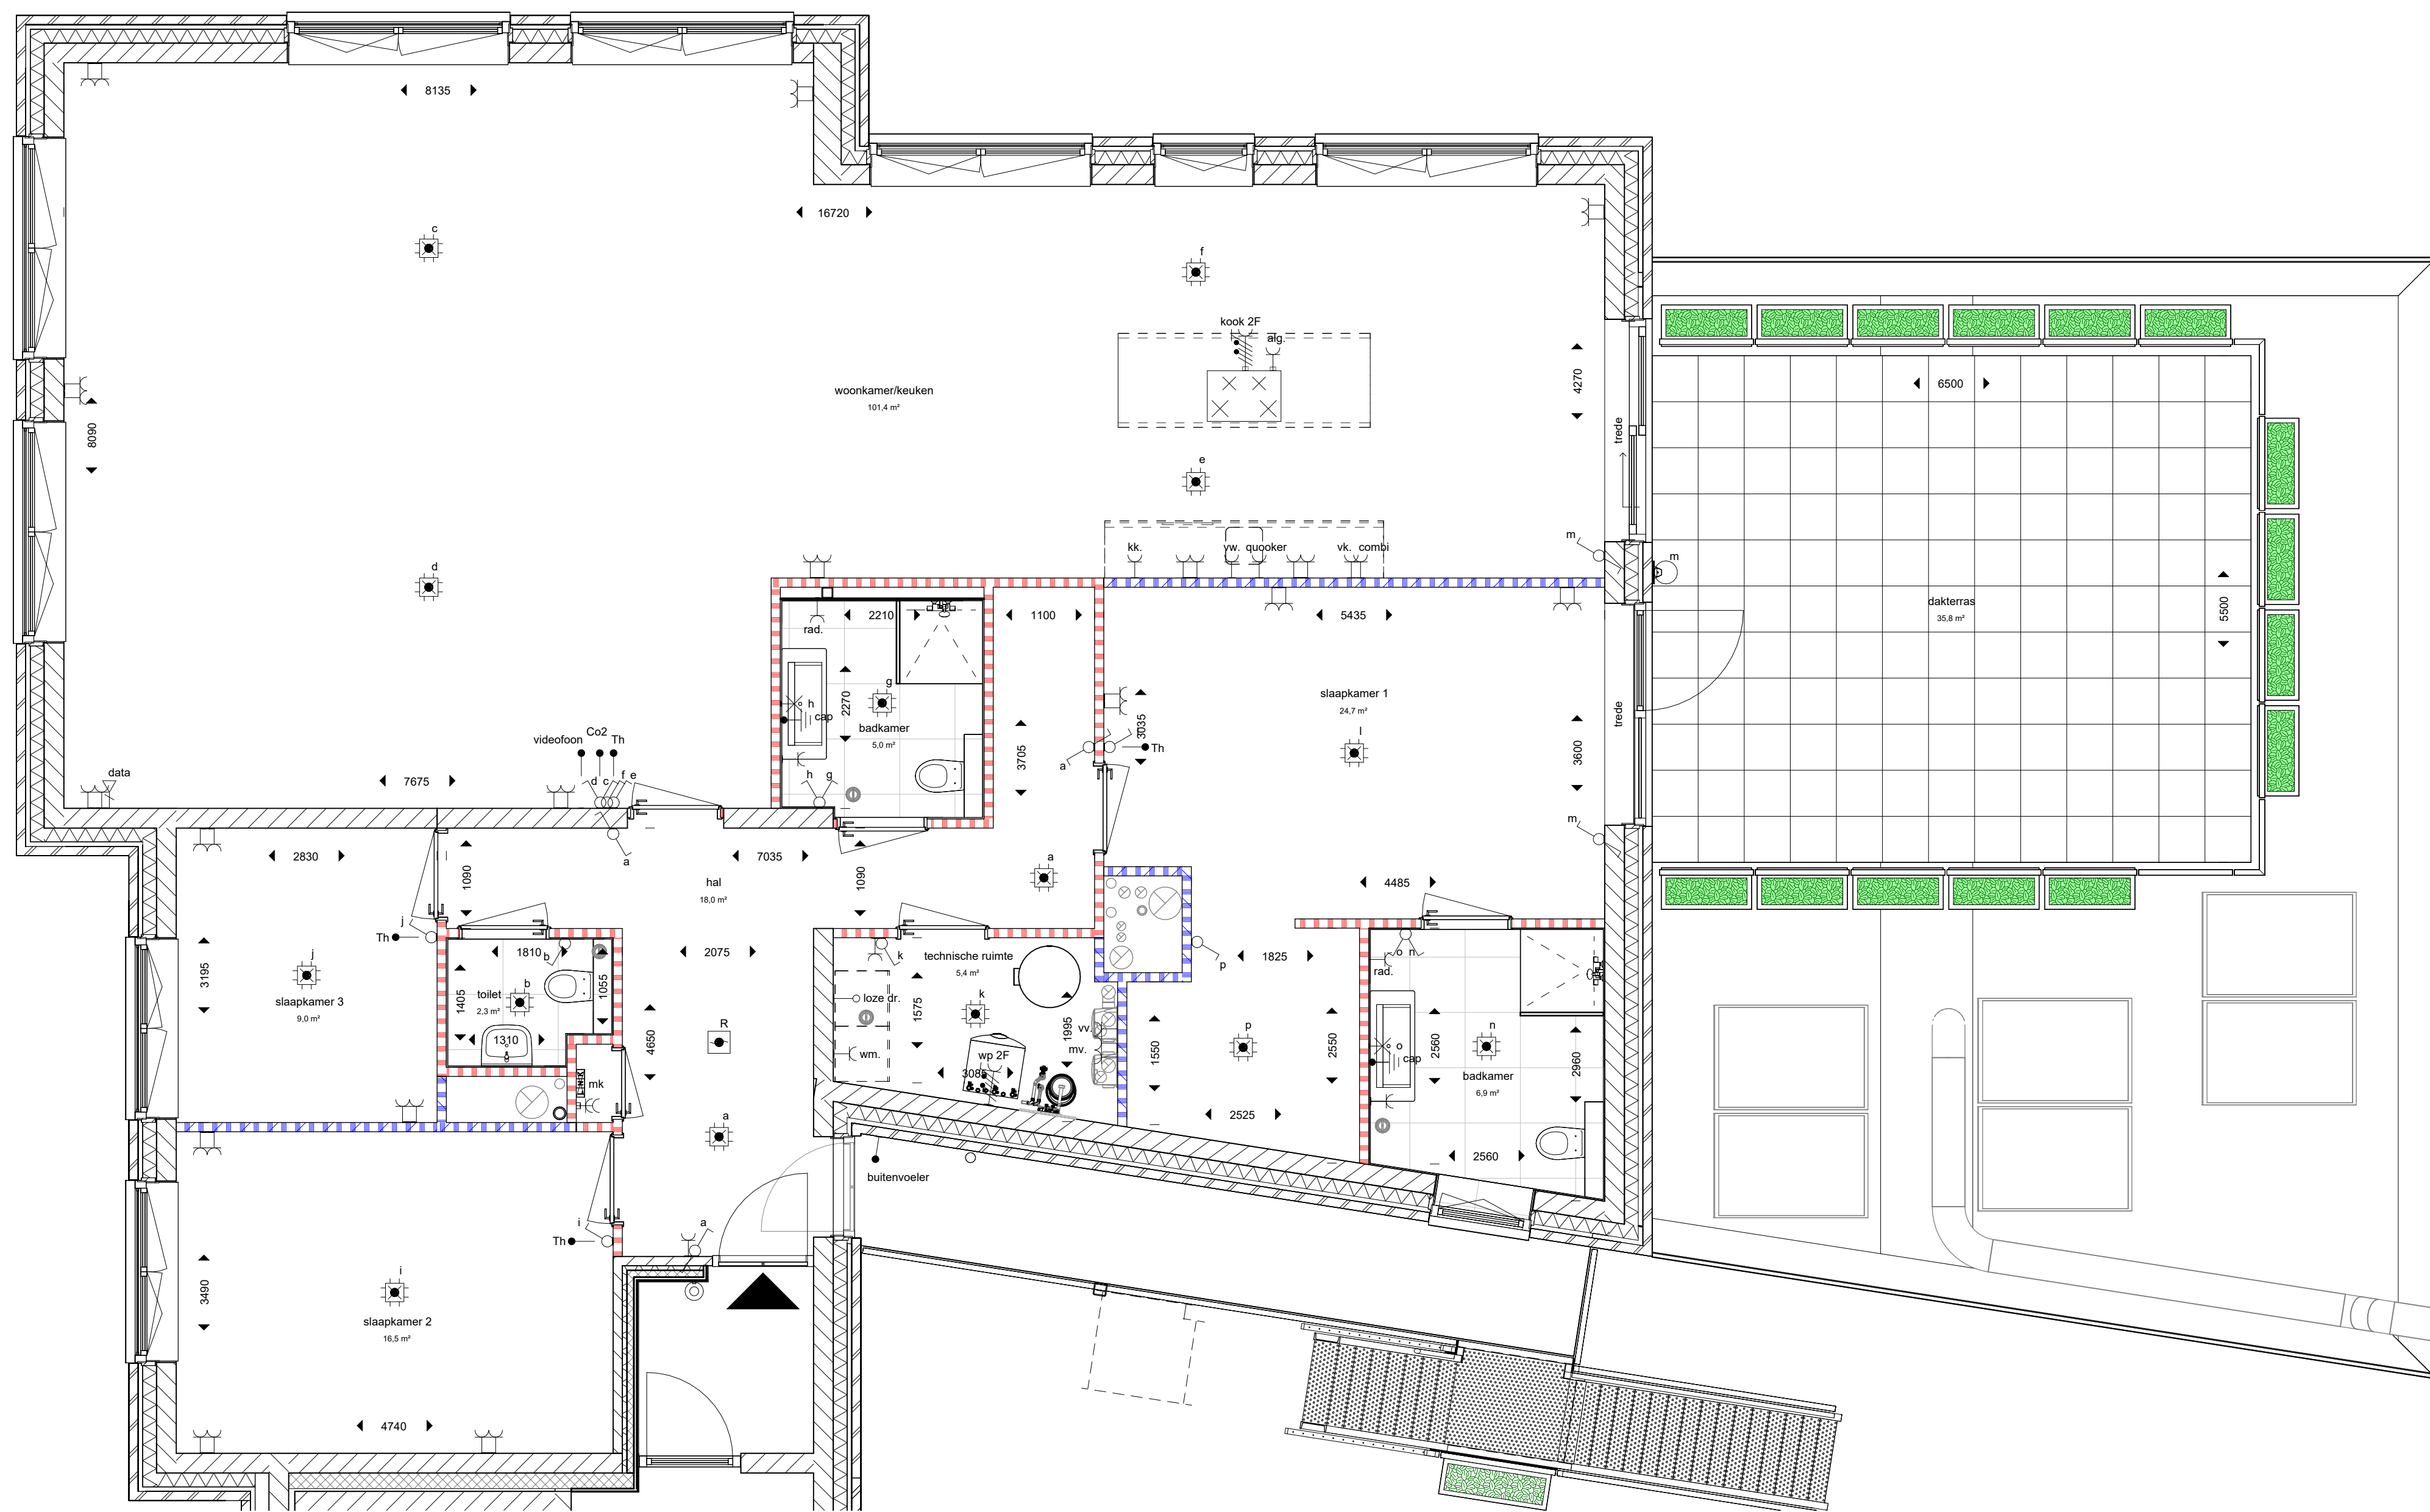 8135
16720
c
f
kook 2F
alg.
4270
6500
woonkamer/keuken
101,4 m²
8090
trede
e
kk.
vw.
quooker
vk.
combi
m
m
d
dakterras
35,8 m²
5500
2210
1100
5435
rad.
g
h
cap
2270
badkamer
5,0 m²
slaapkamer 1
24,7 m²
3035
trede
Th
l
3600
3705
a
videofoon
Co2
Th
data
7675
d
c
f
e
h
g
m
a
2830
7035
1090
hal
18,0 m²
1090
a
4485
j
Th
1810
b
2075
k
technische ruimte
5,4 m²
1825
p
rad.
o
n
3195
j
slaapkamer 3
9,0 m²
1405
toilet
2,3 m²
b
1055
loze dr.
1575
k
1310
4650
R
1995
vv.
mv.
wm.
wp 2F
3085
1550
p
2550
o
cap
2560
n
badkamer
6,9 m²
2960
mk
a
2525
2560
buitenvoeler
i
Th
a
3490
i
slaapkamer 2
16,5 m²
4740